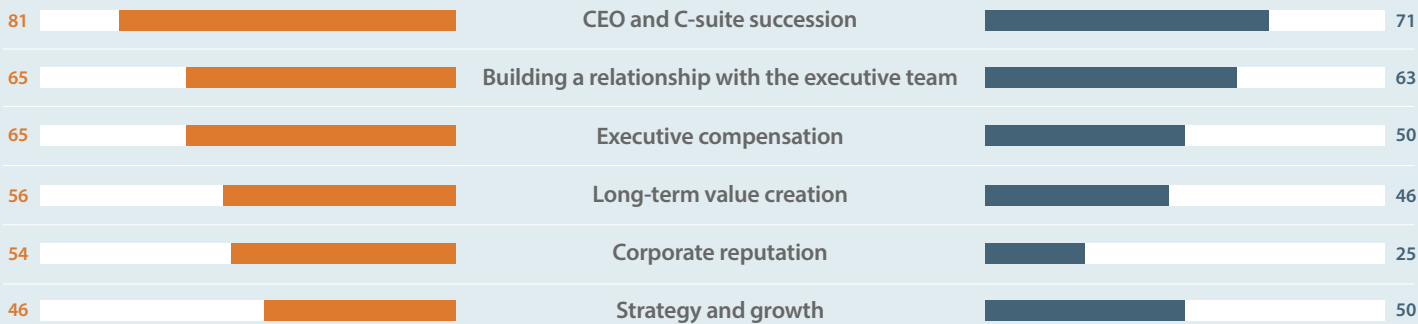 81 CEO and C-suite succession 71
65 Building a relationship with the executive team 63
65 Executive compensation 50
56 Long-term value creation 46
54 Corporate reputation 25
46 Strategy and growth 50